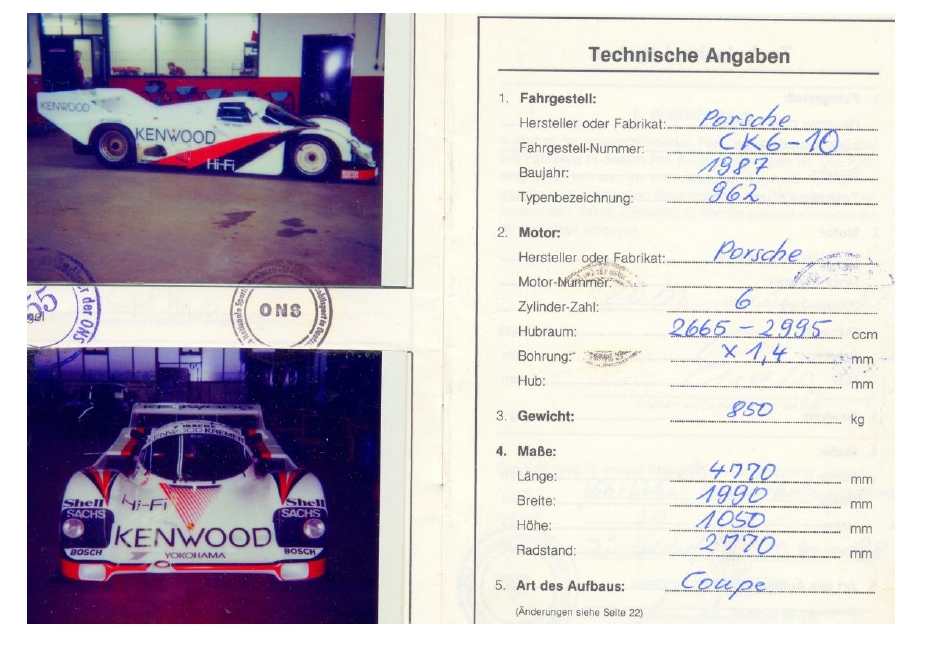 KENWOOD
KENWOOD
Hi-Fi
der ONS
ONS
KENWOOD
KREMER
Shell
SACHS
Hi-Fi
Shell
SACHS
KENWOOD
BOSCH
YOKOHAMA
BOSCH
Technische Angaben
1. Fahrgestell:
Hersteller oder Fabrikat: Porsche
Fahrgestell-Nummer: CK6-10
Baujahr: 1987
Typenbezeichnung: 962
2. Motor:
Hersteller oder Fabrikat: Porsche
Motor-Nummer:
Zylinder-Zahl: 6
Hubraum: 2665 - 2995 ccm
Bohrung: x 1,4 mm
Hub: mm
3. Gewicht: 850 kg
4. Maße:
Länge: 4770 mm
Breite: 1990 mm
Höhe: 1050 mm
Radstand: 2770 mm
5. Art des Aufbaus: Coupe
(Änderungen siehe Seite 22)